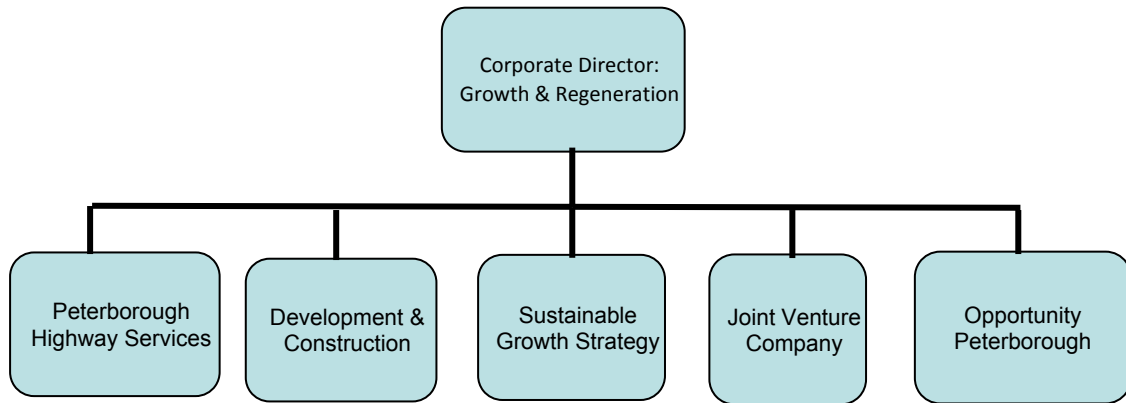 Corporate Director:
Growth & Regeneration
Peterborough
Highway Services
Development &
Construction
Sustainable
Growth Strategy
Joint Venture
Company
Opportunity
Peterborough